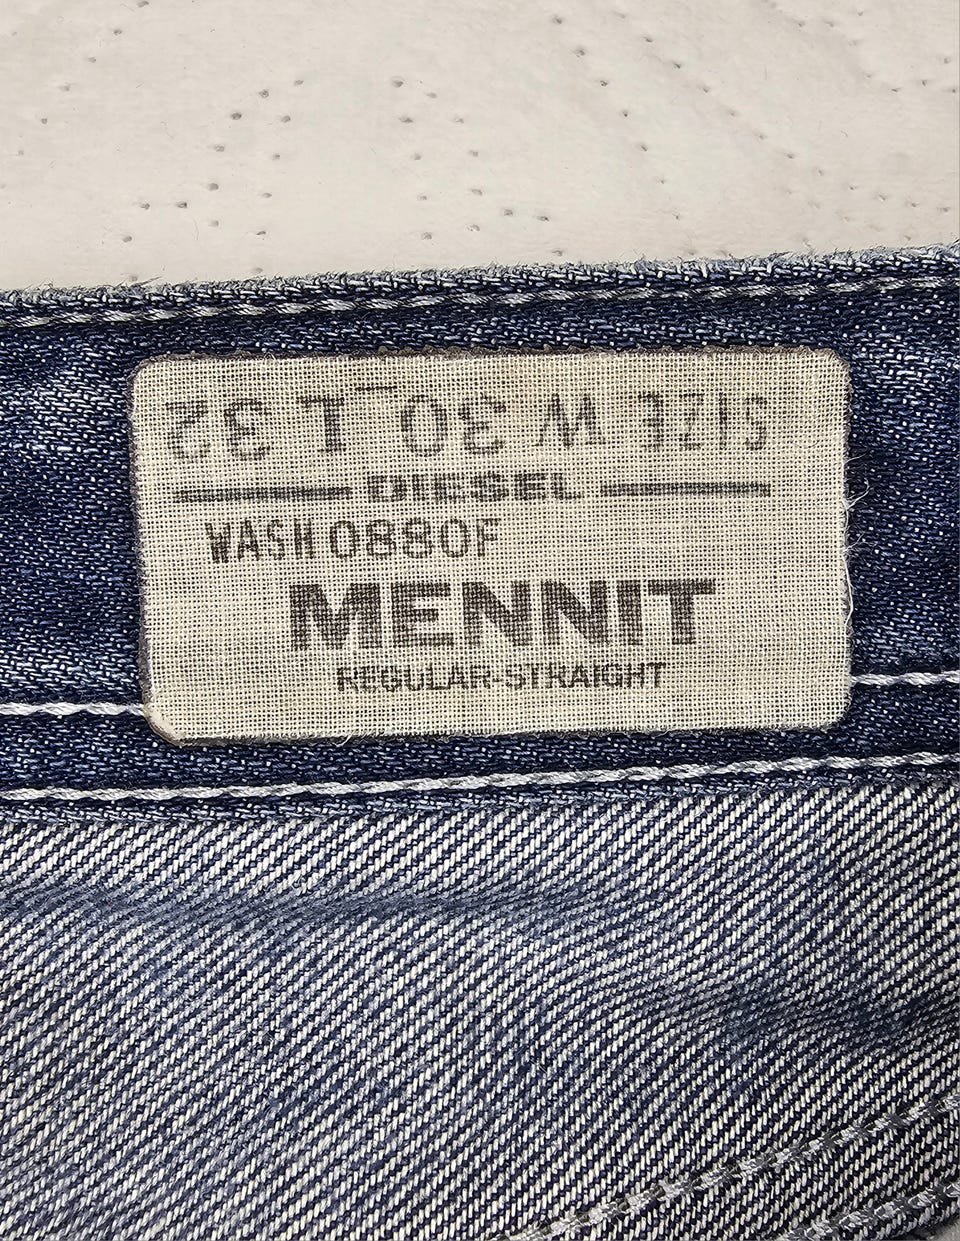 SIZE W 30 L 32
DIESEL
WASH 0880F
MENNIT
REGULAR-STRAIGHT